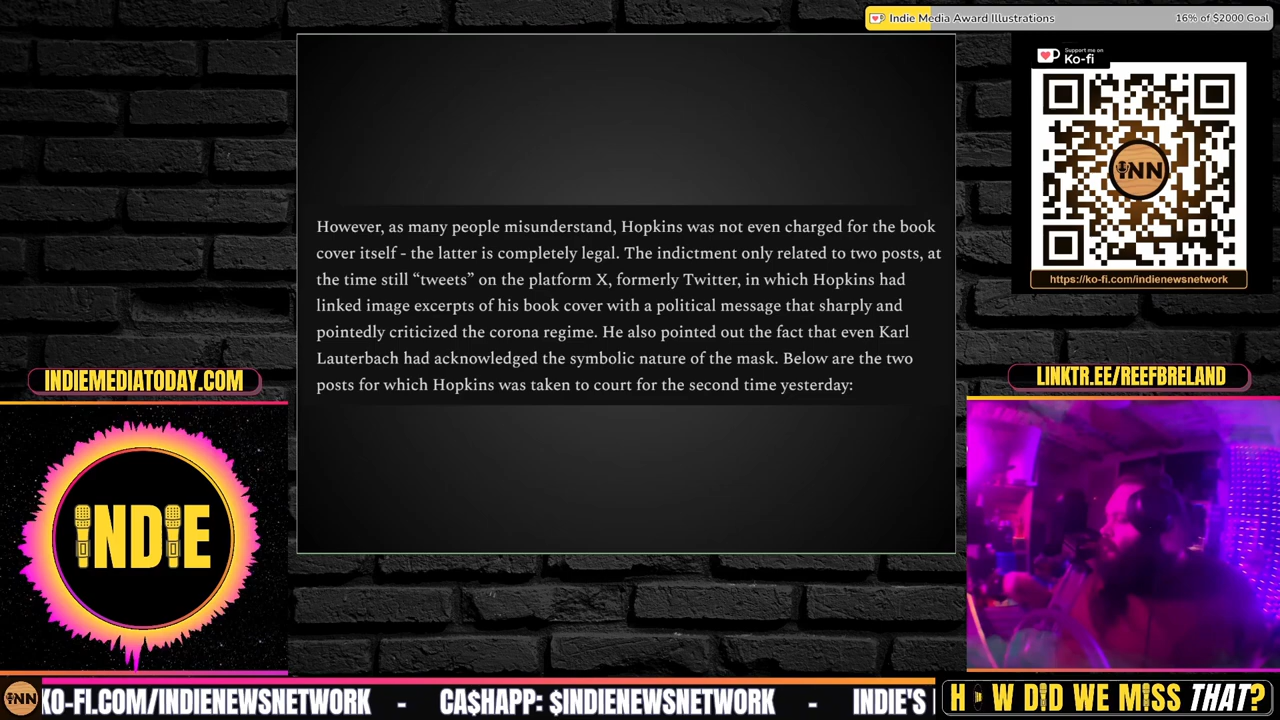 Indie Media Award Illustrations
16% of $2000 Goal
Support me on
Ko-fi
iNN
https://ko-fi.com/indienewsnetwork
However, as many people misunderstand, Hopkins was not even charged for the book
cover itself - the latter is completely legal. The indictment only related to two posts, at
the time still “tweets” on the platform X, formerly Twitter, in which Hopkins had
linked image excerpts of his book cover with a political message that sharply and
pointedly criticized the corona regime. He also pointed out the fact that even Karl
Lauterbach had acknowledged the symbolic nature of the mask. Below are the two
posts for which Hopkins was taken to court for the second time yesterday:
INDIEMEDIATODAY.COM
LINKTR.EE/REEFBRELAND
INDIE
iNN
KO-FI.COM/INDIENEWSNETWORK - CA$HAPP: $INDIENEWSNETWORK - INDIE'S
HOW DID WE MISS THAT?